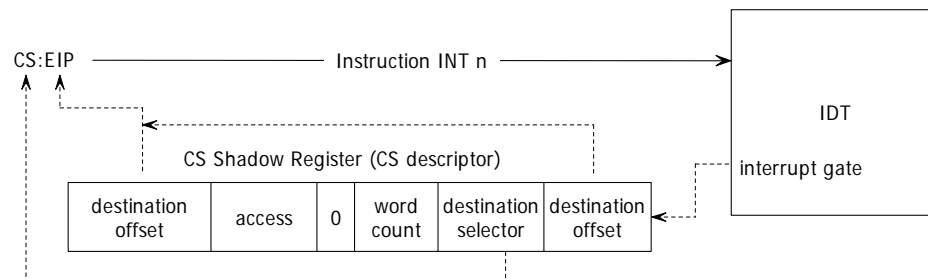 CS:EIP
Instruction INT n
IDT
CS Shadow Register (CS descriptor)
interrupt gate
destination offset
access
0
word count
destination selector
destination offset